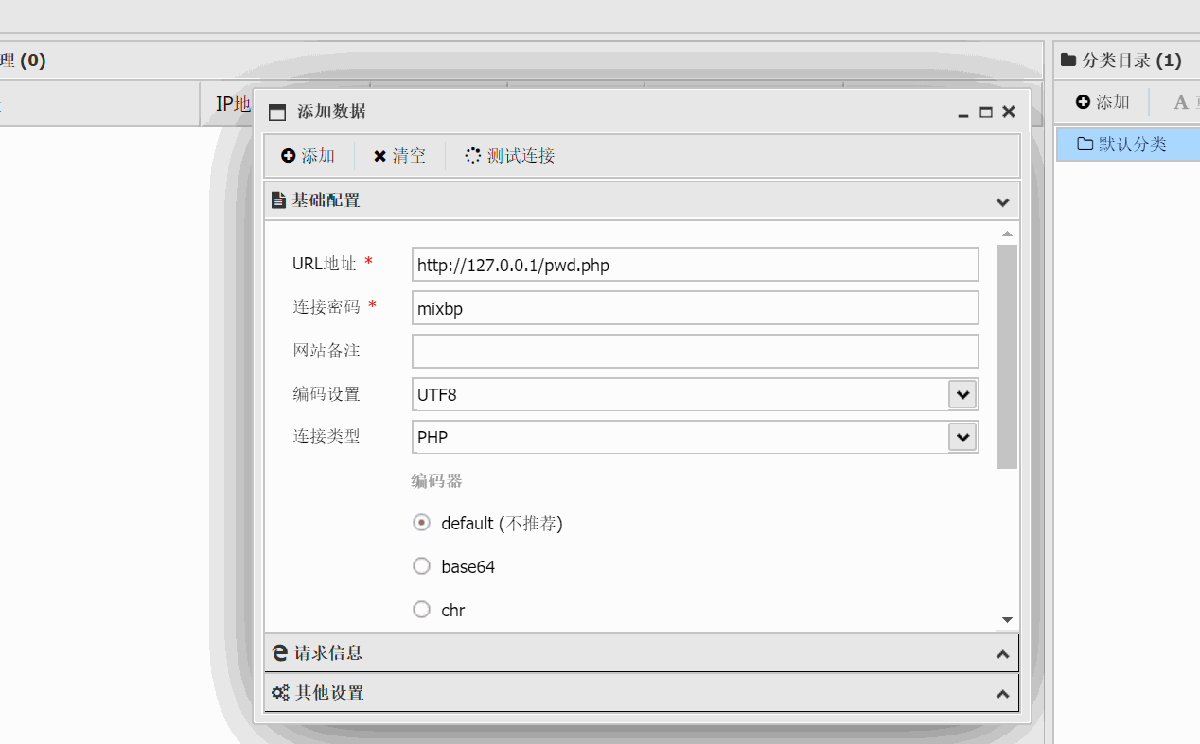 理 (0)
分类目录 (1)
IP地
添加数据
添加
A
添加
清空
测试连接
默认分类
基础配置
URL地址 *
http://127.0.0.1/pwd.php
连接密码 *
mixbp
网站备注
编码设置
UTF8
连接类型
PHP
编码器
default (不推荐)
base64
chr
请求信息
其他设置